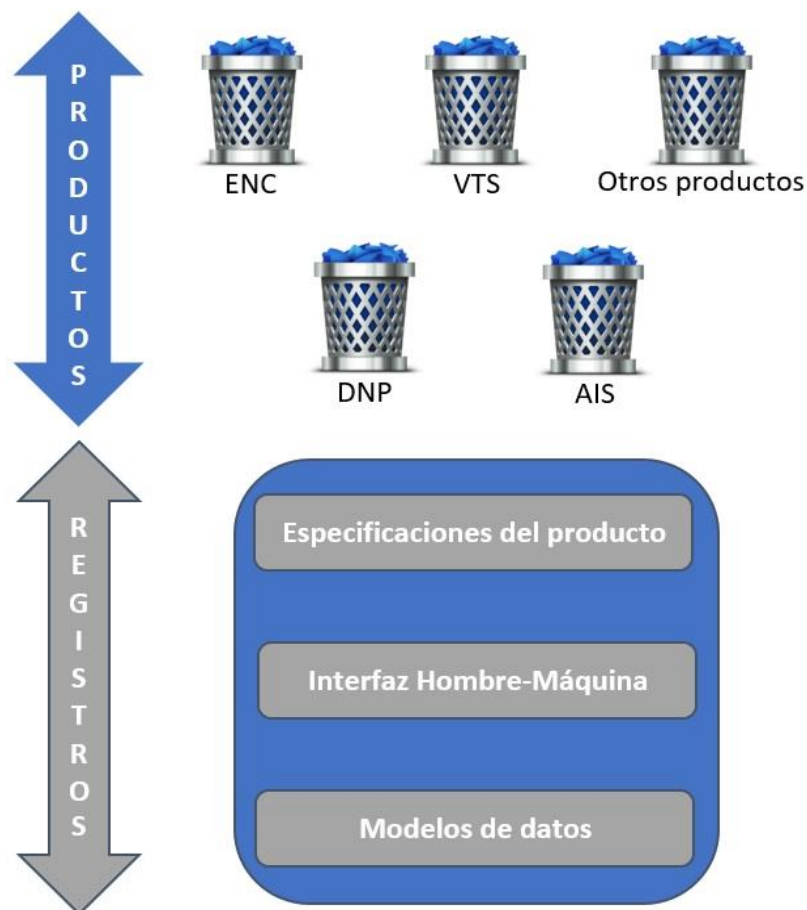 PRODUCTOS
ENC
VTS
Otros productos
DNP
AIS
REGISTROS
Especificaciones del producto
Interfaz Hombre-Máquina
Modelos de datos